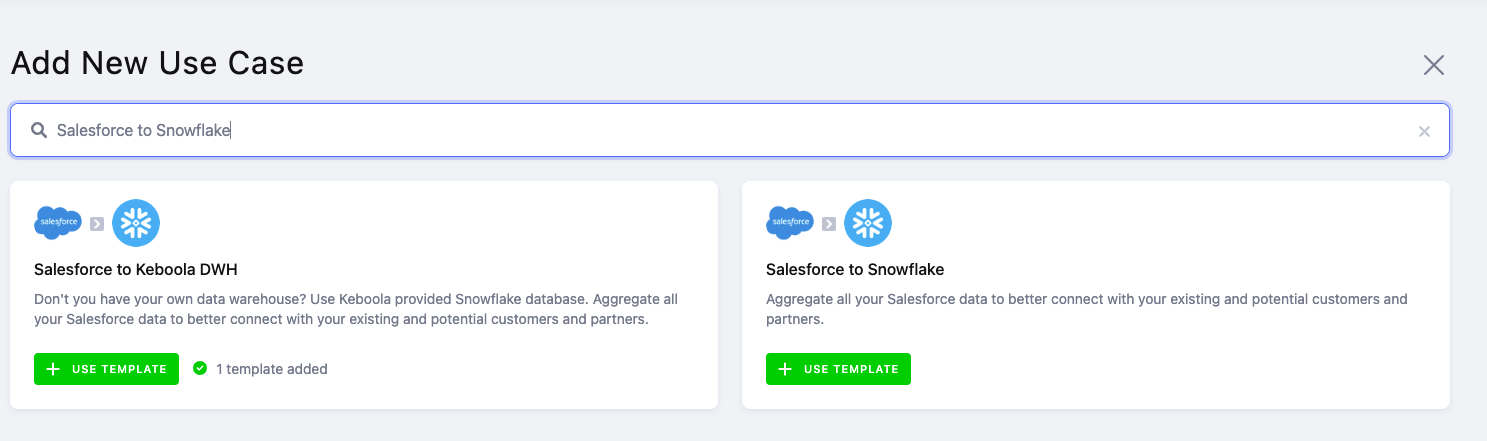 Add New Use Case
Salesforce to Snowflake
salesforce
Salesforce to Keboola DWH
Don't you have your own data warehouse? Use Keboola provided Snowflake database. Aggregate all
your Salesforce data to better connect with your existing and potential customers and partners.
USE TEMPLATE
1 template added
salesforce
Salesforce to Snowflake
Aggregate all your Salesforce data to better connect with your existing and potential customers and
partners.
USE TEMPLATE